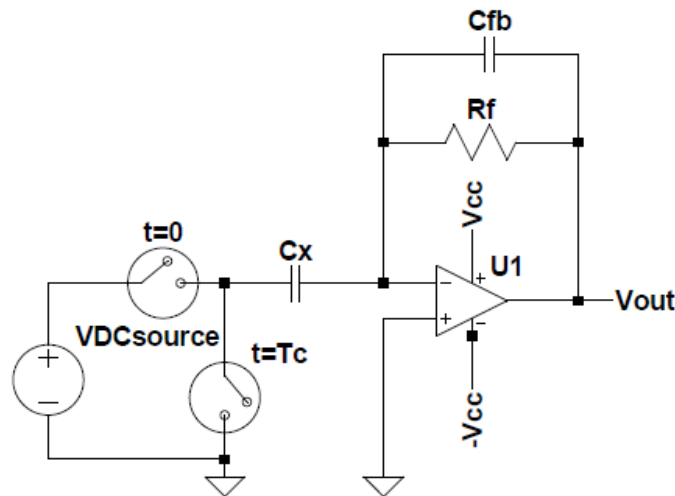 Cfb
Rf
Vcc
U1
t=0
Cx
Vout
VDCsource
t=Tc
-Vcc